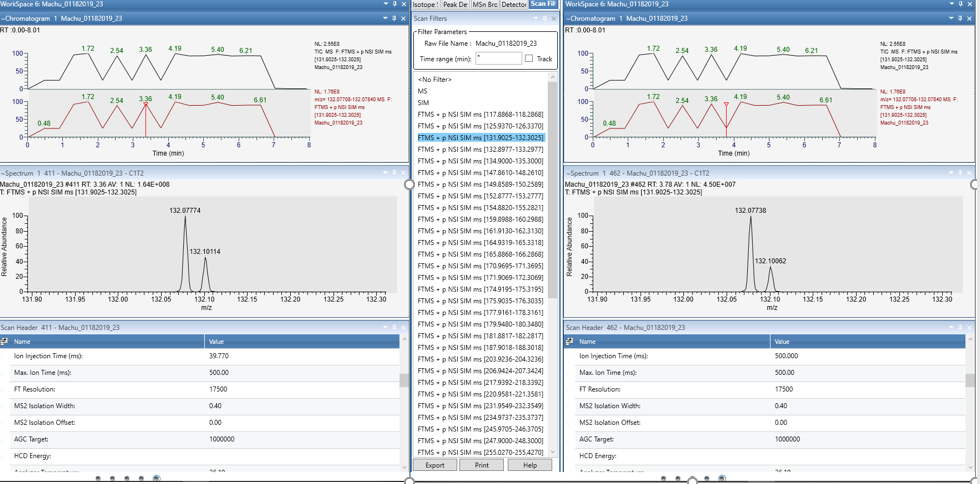 WorkSpace 6: Machu_01182019_23
~Chromatogram 1 Machu_01182019_23
RT :0.00-8.01
1.72 2.54 3.36 4.19 5.40 6.21
NL: 2.55E8
TIC MS F: FTMS + p NSI SIM ms
[131.9025-132.3025]
Machu_01182019_23
100
50
0
0.48 1.72 2.54 3.36 4.19 5.40 6.61
NL: 1.75E8
m/z= 132.07708-132.07840 MS F:
FTMS + p NSI SIM ms
[131.9025-132.3025]
Machu_01182019_23
100
50
0
0 1 2 3 4 5 6 7 8
Time (min)
~Spectrum 1 411 - Machu_01182019_23 - C1T2
Machu_01182019_23 #411 RT: 3.36 AV: 1 NL: 1.64E+008
T: FTMS + p NSI SIM ms [131.9025-132.3025]
132.07774
132.10114
Relative Abundance
100
80
60
40
20
0
131.90 131.95 132.00 132.05 132.10 132.15 132.20 132.25 132.30
m/z
Scan Header 411 - Machu_01182019_23
Name Value
Ion Injection Time (ms): 39.770
Max. Ion Time (ms): 500.00
FT Resolution: 17500
MS2 Isolation Width: 0.40
MS2 Isolation Offset: 0.00
AGC Target: 1000000
HCD Energy:
Isotope Peak De MSn Bro Detector Scan Fil
Scan Filters
Filter Parameters
Raw File Name : Machu_01182019_23
Time range (min): * Track
<No Filter>
MS
SIM
FTMS + p NSI SIM ms [117.8868-118.2868]
FTMS + p NSI SIM ms [125.9370-126.3370]
FTMS + p NSI SIM ms [131.9025-132.3025]
FTMS + p NSI SIM ms [132.8977-133.2977]
FTMS + p NSI SIM ms [134.9000-135.3000]
FTMS + p NSI SIM ms [147.8610-148.2610]
FTMS + p NSI SIM ms [149.8589-150.2589]
FTMS + p NSI SIM ms [152.8777-153.2777]
FTMS + p NSI SIM ms [154.8820-155.2821]
FTMS + p NSI SIM ms [159.8988-160.2988]
FTMS + p NSI SIM ms [161.9130-162.3130]
FTMS + p NSI SIM ms [164.9319-165.3318]
FTMS + p NSI SIM ms [165.8868-166.2868]
FTMS + p NSI SIM ms [170.9695-171.3695]
FTMS + p NSI SIM ms [171.9069-172.3069]
FTMS + p NSI SIM ms [174.9195-175.3195]
FTMS + p NSI SIM ms [175.9035-176.3035]
FTMS + p NSI SIM ms [177.9161-178.3161]
FTMS + p NSI SIM ms [179.9480-180.3480]
FTMS + p NSI SIM ms [181.8817-182.2817]
FTMS + p NSI SIM ms [187.9018-188.3018]
FTMS + p NSI SIM ms [203.9236-204.3236]
FTMS + p NSI SIM ms [206.9424-207.3424]
FTMS + p NSI SIM ms [217.9392-218.3392]
FTMS + p NSI SIM ms [220.9581-221.3581]
FTMS + p NSI SIM ms [231.9549-232.3549]
FTMS + p NSI SIM ms [234.9737-235.3737]
FTMS + p NSI SIM ms [245.9705-246.3705]
FTMS + p NSI SIM ms [247.9000-248.3000]
FTMS + p NSI SIM ms [255.0270-255.4270]
Export Print Help
WorkSpace 6: Machu_01182019_23
~Chromatogram 1 Machu_01182019_23
RT :0.00-8.01
1.72 2.54 3.36 4.19 5.40 6.21
NL: 2.55E8
TIC MS F: FTMS + p NSI SIM ms
[131.9025-132.3025]
Machu_01182019_23
100
50
0
0.48 1.72 2.54 3.36 4.19 5.40 6.61
NL: 1.75E8
m/z= 132.07708-132.07840 MS F:
FTMS + p NSI SIM ms
[131.9025-132.3025]
Machu_01182019_23
100
50
0
0 1 2 3 4 5 6 7 8
Time (min)
~Spectrum 1 462 - Machu_01182019_23 - C1T2
Machu_01182019_23 #462 RT: 3.78 AV: 1 NL: 4.50E+007
T: FTMS + p NSI SIM ms [131.9025-132.3025]
132.07738
132.10062
Relative Abundance
100
80
60
40
20
0
131.90 131.95 132.00 132.05 132.10 132.15 132.20 132.25 132.30
m/z
Scan Header 462 - Machu_01182019_23
Name Value
Ion Injection Time (ms): 500.000
Max. Ion Time (ms): 500.00
FT Resolution: 17500
MS2 Isolation Width: 0.40
MS2 Isolation Offset: 0.00
AGC Target: 1000000
HCD Energy: